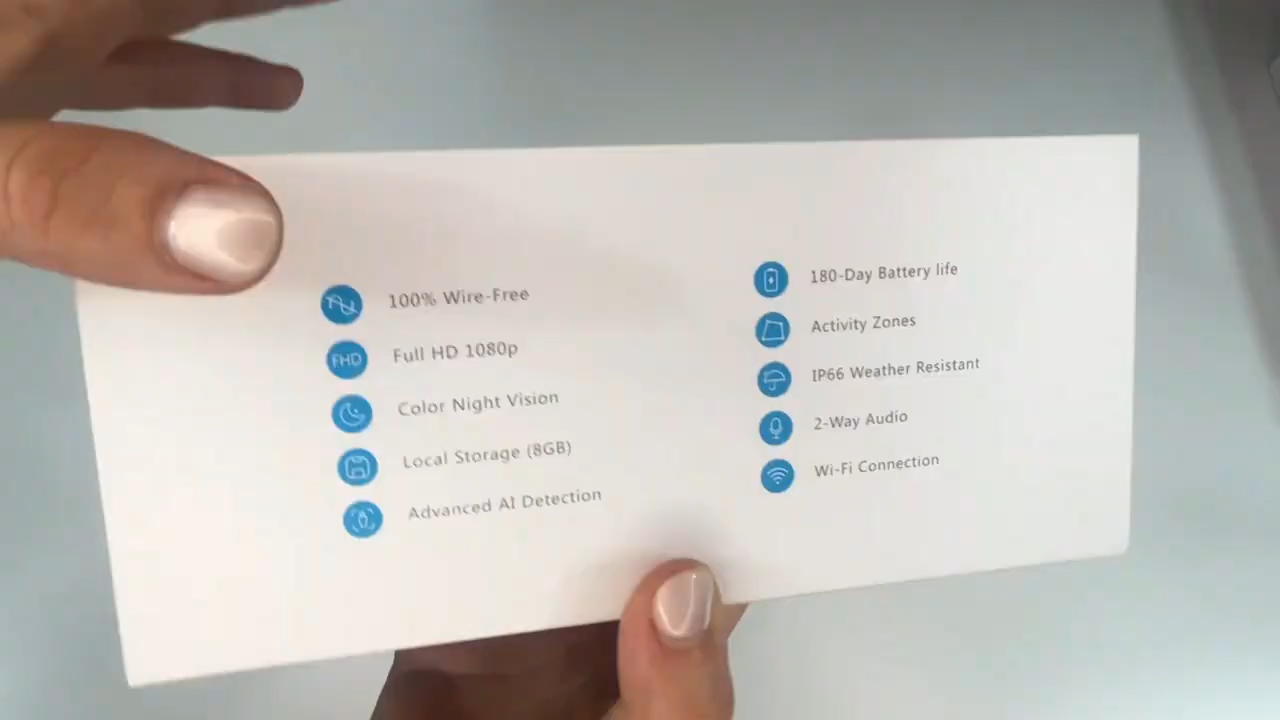 100% Wire-Free
FHD
Full HD 1080p
Color Night Vision
Local Storage (8GB)
Advanced AI Detection
180-Day Battery life
Activity Zones
IP66 Weather Resistant
2-Way Audio
Wi-Fi Connection